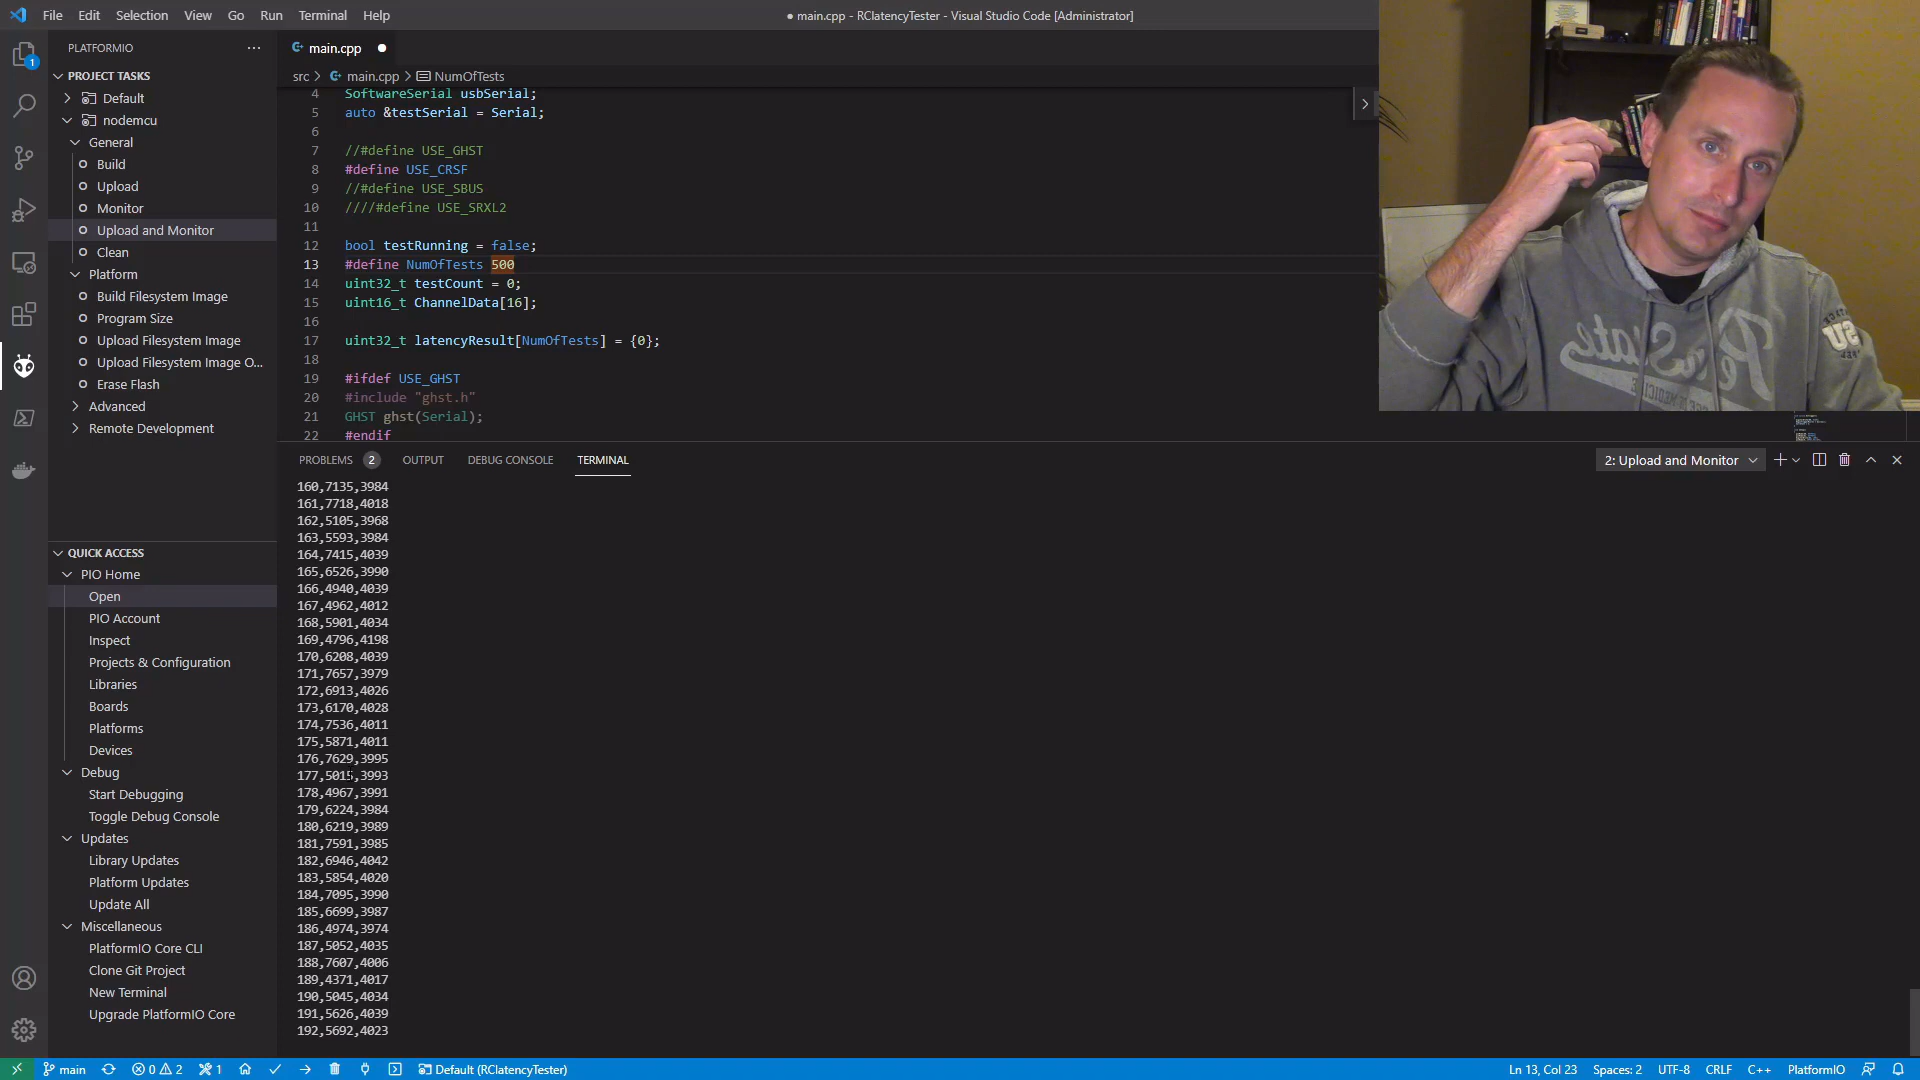 File Edit Selection View Go Run Terminal Help
● main.cpp - RClatencyTester - Visual Studio Code [Administrator]
1
PLATFORMIO
PROJECT TASKS
Default
nodemcu
General
Build
Upload
Monitor
Upload and Monitor
Clean
Platform
Build Filesystem Image
Program Size
Upload Filesystem Image
Upload Filesystem Image O...
Erase Flash
Advanced
Remote Development
QUICK ACCESS
PIO Home
Open
PIO Account
Inspect
Projects & Configuration
Libraries
Boards
Platforms
Devices
Debug
Start Debugging
Toggle Debug Console
Updates
Library Updates
Platform Updates
Update All
Miscellaneous
PlatformIO Core CLI
Clone Git Project
New Terminal
Upgrade PlatformIO Core
main.cpp
src > main.cpp > NumOfTests
4 SoftwareSerial usbSerial;
5 auto &testSerial = Serial;
6
7 //#define USE_GHST
8 #define USE_CRSF
9 //#define USE_SBUS
10 ////#define USE_SRXL2
11
12 bool testRunning = false;
13 #define NumOfTests 500
14 uint32_t testCount = 0;
15 uint16_t ChannelData[16];
16
17 uint32_t latencyResult[NumOfTests] = {0};
18
19 #ifdef USE_GHST
20 #include "ghst.h"
21 GHST ghst(Serial);
22 #endif
PROBLEMS 2 OUTPUT DEBUG CONSOLE TERMINAL
2: Upload and Monitor
160,7135,3984
161,7718,4018
162,5105,3968
163,5593,3984
164,7415,4039
165,6526,3990
166,4940,4039
167,4962,4012
168,5901,4034
169,4796,4198
170,6208,4039
171,7657,3979
172,6913,4026
173,6170,4028
174,7536,4011
175,5871,4011
176,7629,3995
177,5015,3993
178,4967,3991
179,6224,3984
180,6219,3989
181,7591,3985
182,6946,4042
183,5854,4020
184,7095,3990
185,6699,3987
186,4974,3974
187,5052,4035
188,7607,4006
189,4371,4017
190,5045,4034
191,5626,4039
192,5692,4023
Penn State
main 0 2 1 Default (RClatencyTester)
Ln 13, Col 23 Spaces: 2 UTF-8 CRLF C++ PlatformIO